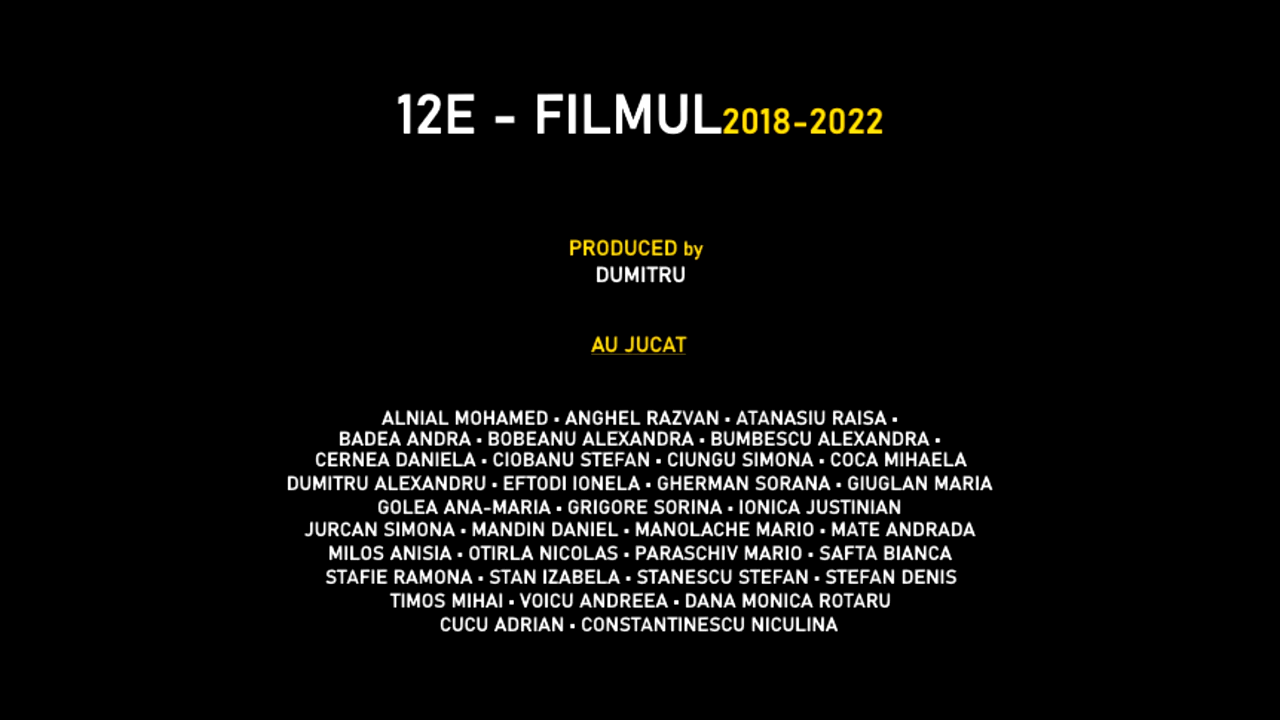 12E - FILMUL2018-2022
PRODUCED by
DUMITRU
AU JUCAT
ALNIAL MOHAMED • ANGHEL RAZVAN • ATANASIU RAISA •
BADEA ANDRA • BOBEANU ALEXANDRA • BUMBESCU ALEXANDRA •
CERNEA DANIELA • CIOBANU STEFAN • CIUNGU SIMONA • COCA MIHAELA
DUMITRU ALEXANDRU • EFTODI IONELA • GHERMAN SORANA • GIUGLAN MARIA
GOLEA ANA-MARIA • GRIGORE SORINA • IONICA JUSTINIAN
JURCAN SIMONA • MANDIN DANIEL • MANOLACHE MARIO • MATE ANDRADA
MILOS ANISIA • OTIRLA NICOLAS • PARASCHIV MARIO • SAFTA BIANCA
STAFIE RAMONA • STAN IZABELA • STANESCU STEFAN • STEFAN DENIS
TIMOS MIHAI • VOICU ANDREEA • DANA MONICA ROTARU
CUCU ADRIAN • CONSTANTINESCU NICULINA